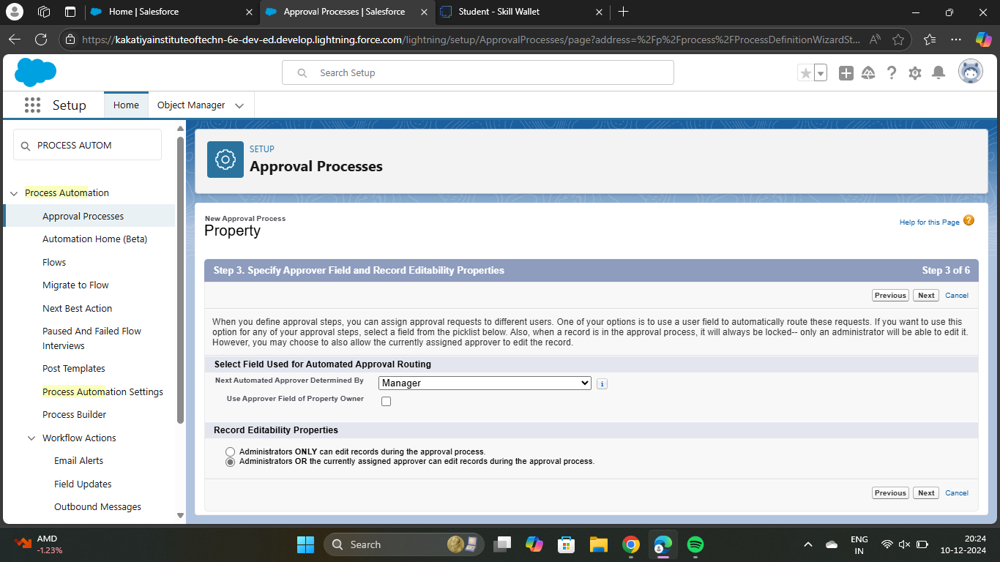 Home | Salesforce
Approval Processes | Salesforce
Student - Skill Wallet
https://kakatiyainstituteoftechn-6e-dev-ed.develop.lightning.force.com/lightning/setup/ApprovalProcesses/page?address=%2Fp%2Fprocess%2FProcessDefinitionWizardSt...
Search Setup
Setup
Home
Object Manager
PROCESS AUTOM
Process Automation
Approval Processes
Automation Home (Beta)
Flows
Migrate to Flow
Next Best Action
Paused And Failed Flow
Interviews
Post Templates
Process Automation Settings
Process Builder
Workflow Actions
Email Alerts
Field Updates
Outbound Messages
SETUP
Approval Processes
New Approval Process
Property
Help for this Page
Step 3. Specify Approver Field and Record Editability Properties
Step 3 of 6
Previous Next Cancel
When you define approval steps, you can assign approval requests to different users. One of your options is to use a user field to automatically route these requests. If you want to use this
option for any of your approval steps, select a field from the picklist below. Also, when a record is in the approval process, it will always be locked-- only an administrator will be able to edit it.
However, you may choose to also allow the currently assigned approver to edit the record.
Select Field Used for Automated Approval Routing
Next Automated Approver Determined By Manager
Use Approver Field of Property Owner
Record Editability Properties
Administrators ONLY can edit records during the approval process.
Administrators OR the currently assigned approver can edit records during the approval process.
Previous Next Cancel
AMD
-1.23%
Search
ENG
IN
20:24
10-12-2024